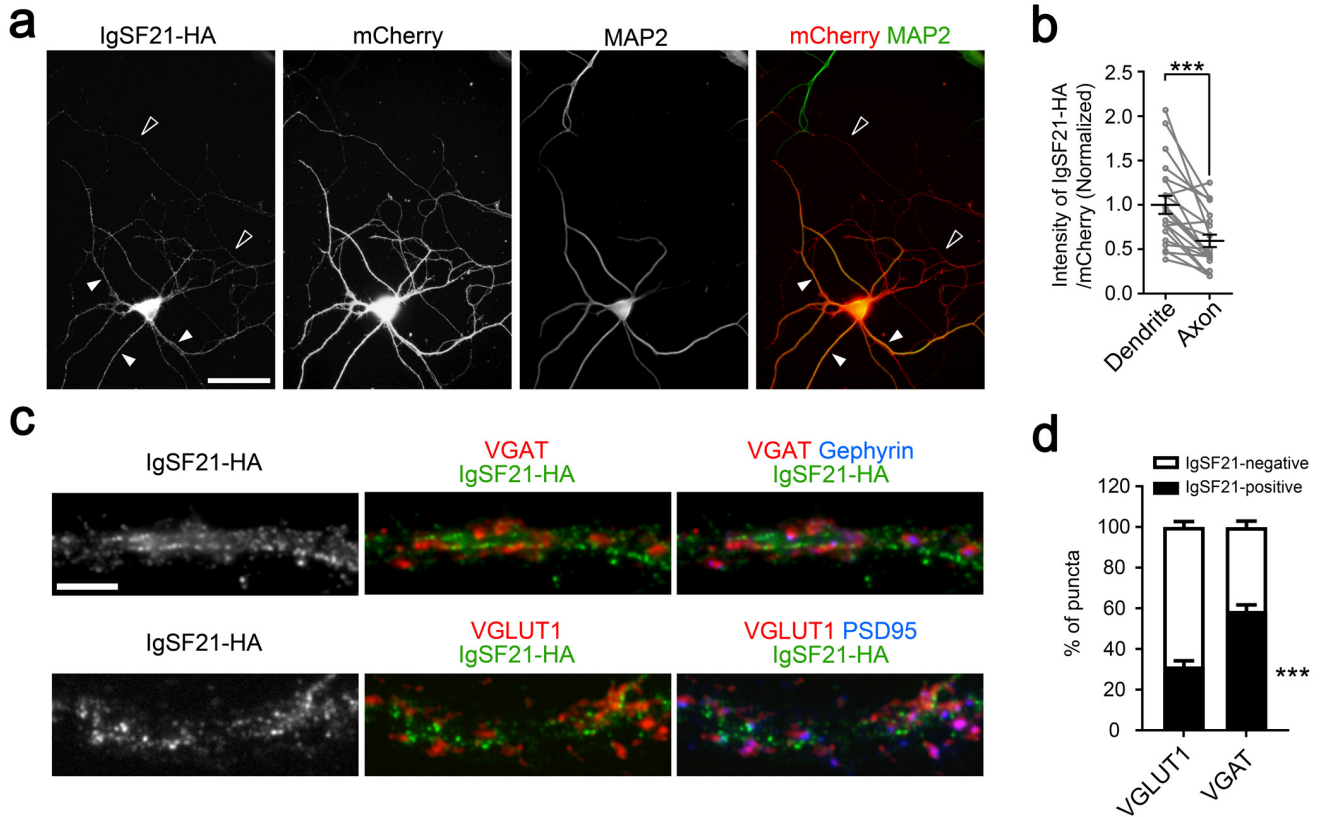 a
IgSF21-HA
mCherry
MAP2
mCherry MAP2
b
Intensity of IgSF21-HA
/mCherry (Normalized)
2.5
2.0
1.5
1.0
0.5
0.0
***
Dendrite
Axon
c
IgSF21-HA
VGAT
IgSF21-HA
VGAT Gephyrin
IgSF21-HA
IgSF21-HA
VGLUT1
IgSF21-HA
VGLUT1 PSD95
IgSF21-HA
d
IgSF21-negative
IgSF21-positive
% of puncta
120
100
80
60
40
20
0
***
VGLUT1
VGAT